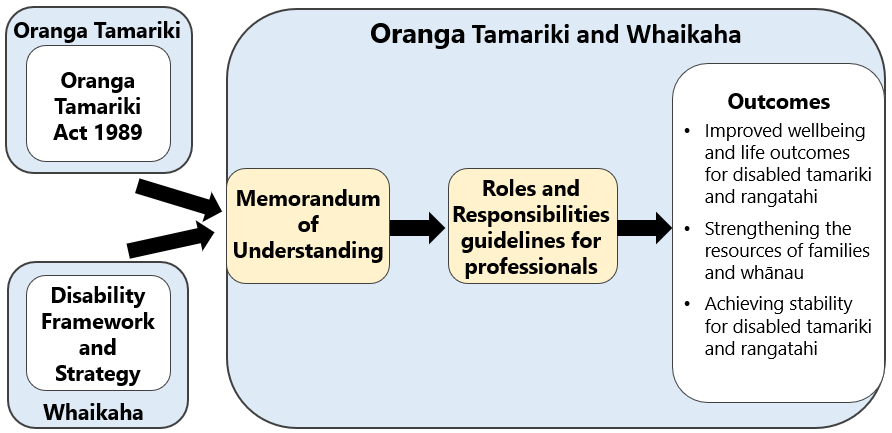 Oranga Tamariki
Oranga
Tamariki
Act 1989
Disability
Framework
and
Strategy
Whaikaha
Oranga Tamariki and Whaikaha
Memorandum
of
Understanding
Roles and
Responsibilities
guidelines for
professionals
Outcomes
• Improved wellbeing
and life outcomes
for disabled tamariki
and rangatahi
• Strengthening the
resources of families
and whānau
• Achieving stability
for disabled tamariki
and rangatahi